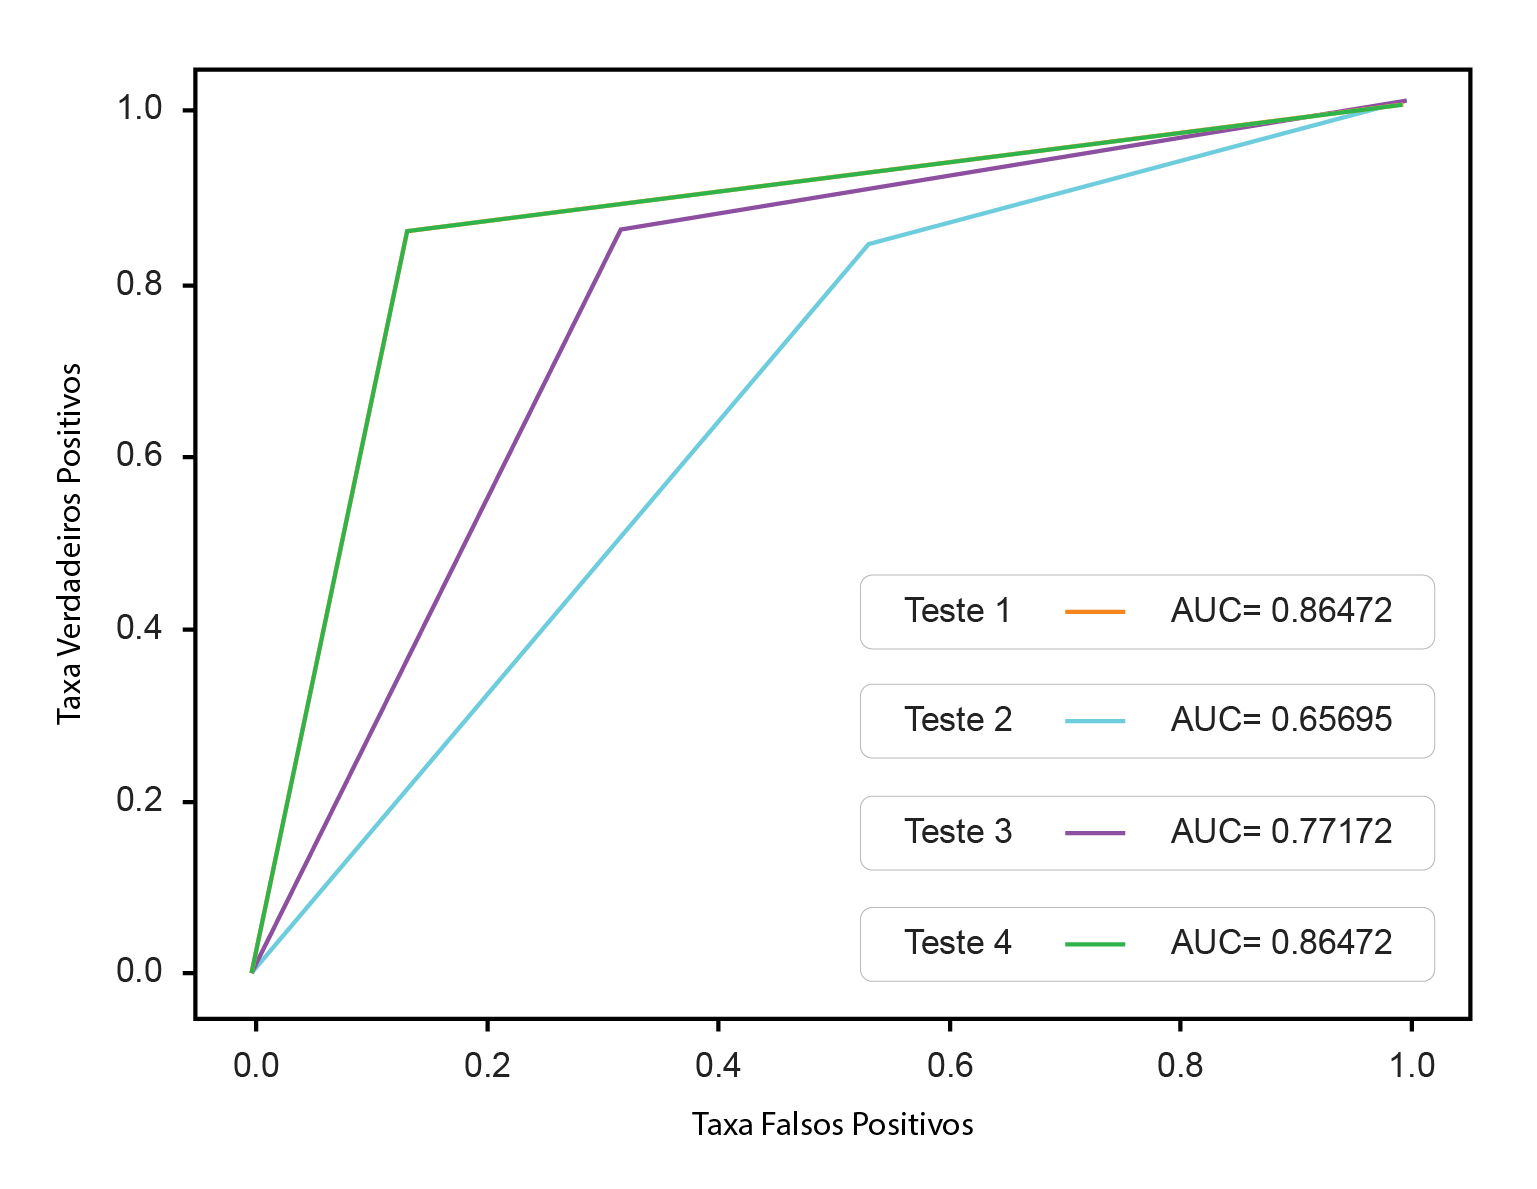 1.0
0.8
0.6
0.4
0.2
0.0
Taxa Verdadeiros Positivos
Teste 1 AUC= 0.86472
Teste 2 AUC= 0.65695
Teste 3 AUC= 0.77172
Teste 4 AUC= 0.86472
0.0 0.2 0.4 0.6 0.8 1.0
Taxa Falsos Positivos